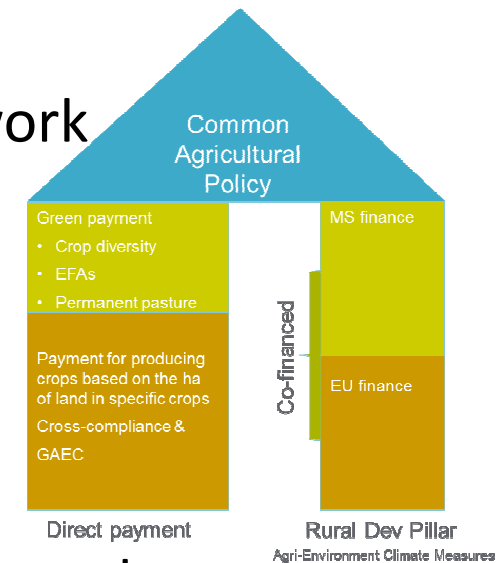 work
Common
Agricultural
Policy
Green payment
• Crop diversity
• EFAs
• Permanent pasture
Payment for producing
crops based on the ha
of land in specific crops
Cross-compliance &
GAEC
MS finance
Co-financed
EU finance
Direct payment
Rural Dev Pillar
Agri-Environment Climate Measures